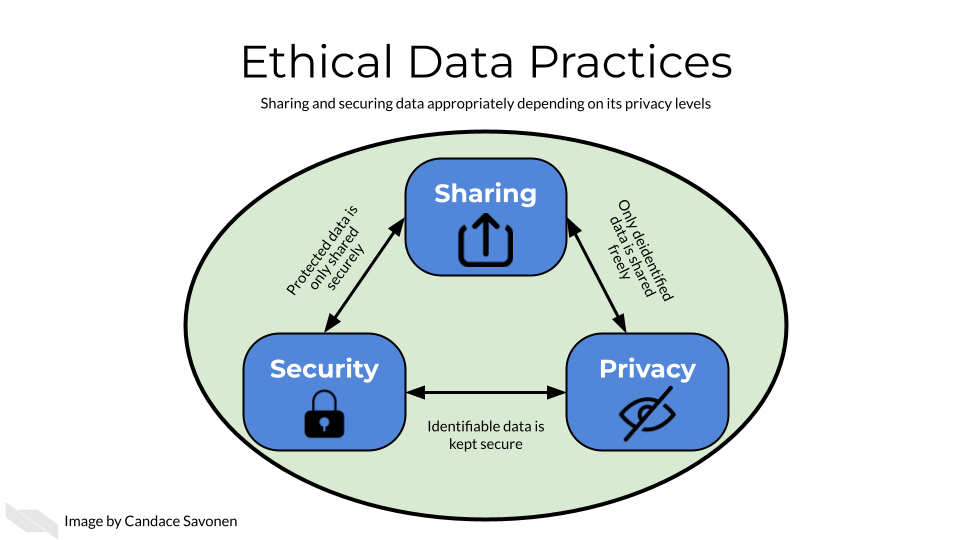 Ethical Data Practices
Sharing and securing data appropriately depending on its privacy levels
Sharing
Protected data is
only shared
securely
Only deidentified
data is shared
freely
Security
Privacy
Identifiable data is
kept secure
Image by Candace Savonen